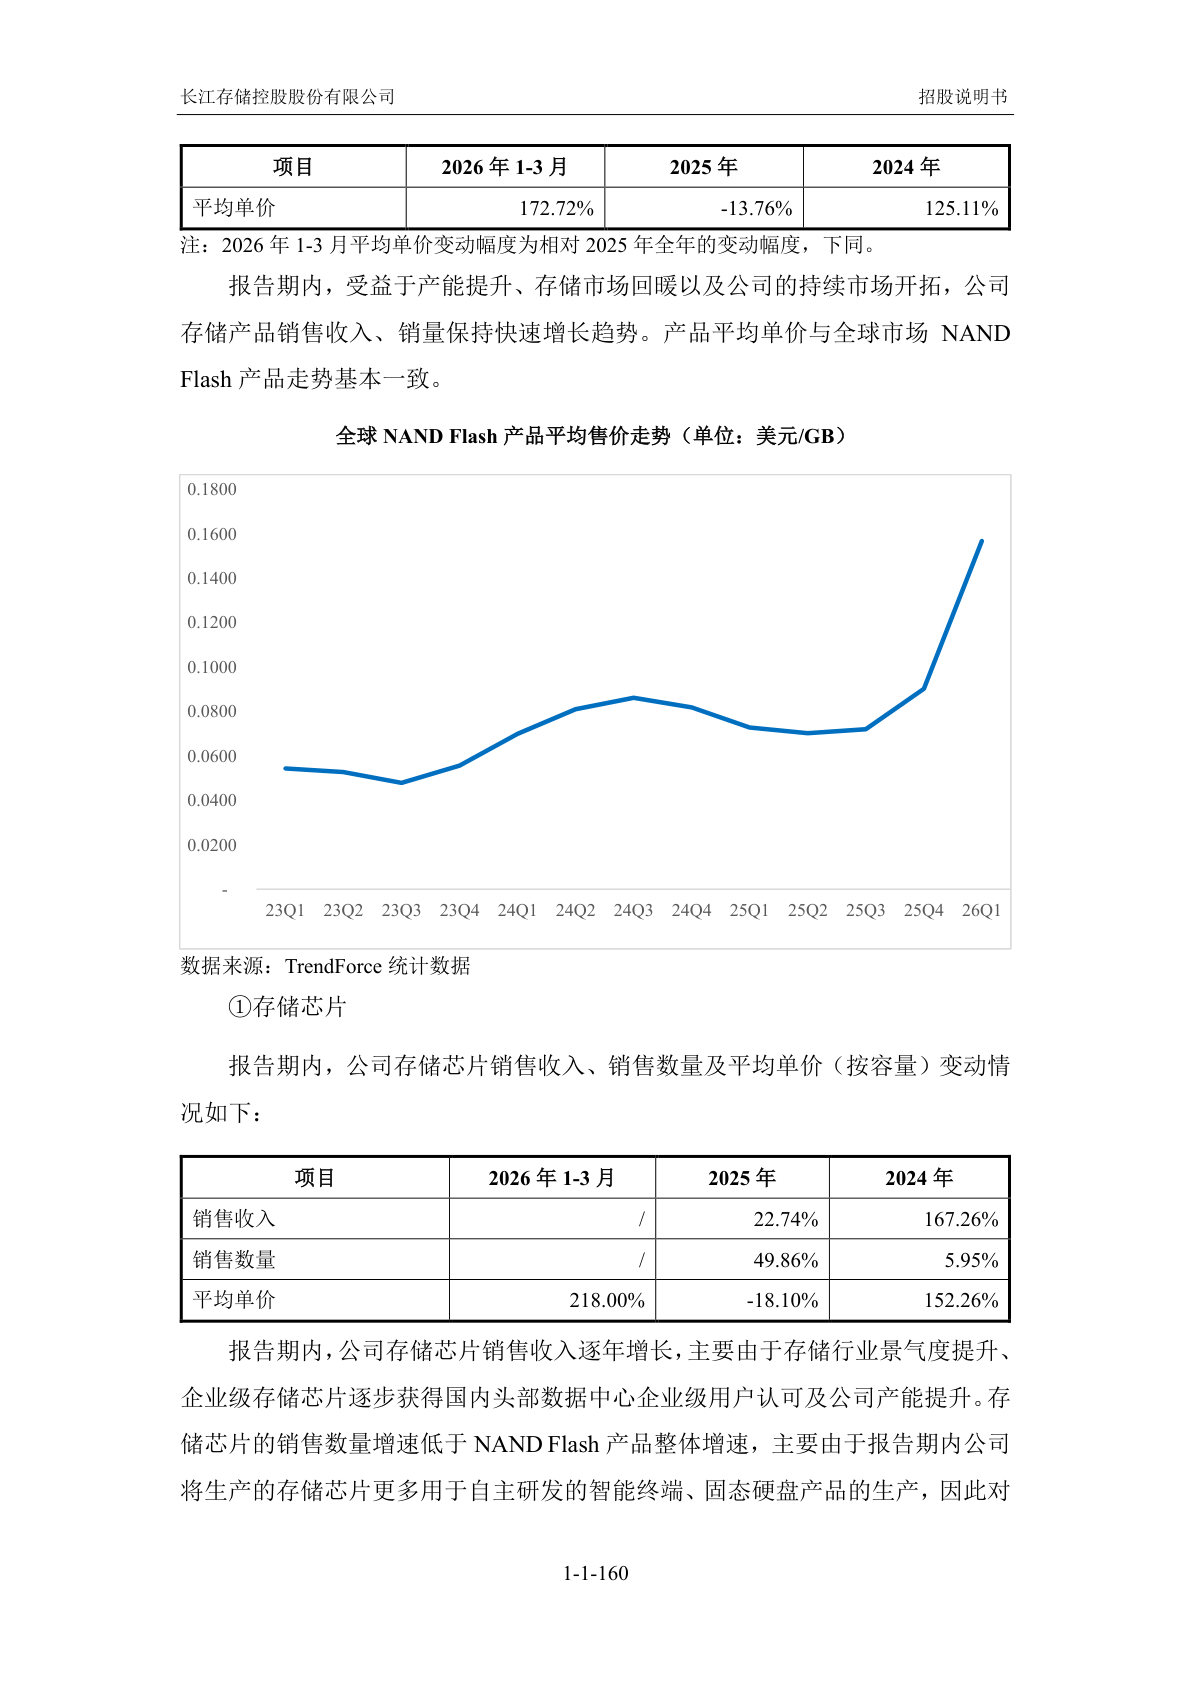 长江存储控股股份有限公司 招股说明书
项目 2026 年 1-3 月 2025 年 2024 年
平均单价 172.72% -13.76% 125.11%
注：2026 年 1-3 月平均单价变动幅度为相对 2025 年全年的变动幅度，下同。
报告期内，受益于产能提升、存储市场回暖以及公司的持续市场开拓，公司
存储产品销售收入、销量保持快速增长趋势。产品平均单价与全球市场 NAND
Flash 产品走势基本一致。
全球 NAND Flash 产品平均售价走势（单位：美元/GB）
0.1800
0.1600
0.1400
0.1200
0.1000
0.0800
0.0600
0.0400
0.0200
-
23Q1 23Q2 23Q3 23Q4 24Q1 24Q2 24Q3 24Q4 25Q1 25Q2 25Q3 25Q4 26Q1
数据来源：TrendForce 统计数据
①存储芯片
报告期内，公司存储芯片销售收入、销售数量及平均单价（按容量）变动情
况如下：
项目 2026 年 1-3 月 2025 年 2024 年
销售收入 / 22.74% 167.26%
销售数量 / 49.86% 5.95%
平均单价 218.00% -18.10% 152.26%
报告期内，公司存储芯片销售收入逐年增长，主要由于存储行业景气度提升、
企业级存储芯片逐步获得国内头部数据中心企业级用户认可及公司产能提升。存
储芯片的销售数量增速低于 NAND Flash 产品整体增速，主要由于报告期内公司
将生产的存储芯片更多用于自主研发的智能终端、固态硬盘产品的生产，因此对
1-1-160